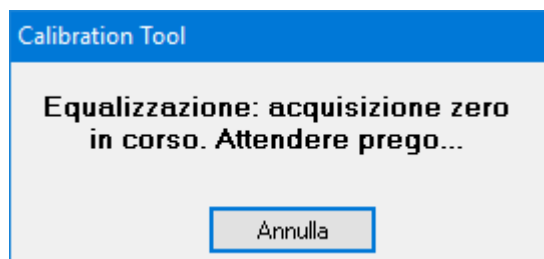 Calibration Tool
Equalizzazione: acquisizione zero
in corso. Attendere prego...
Annulla